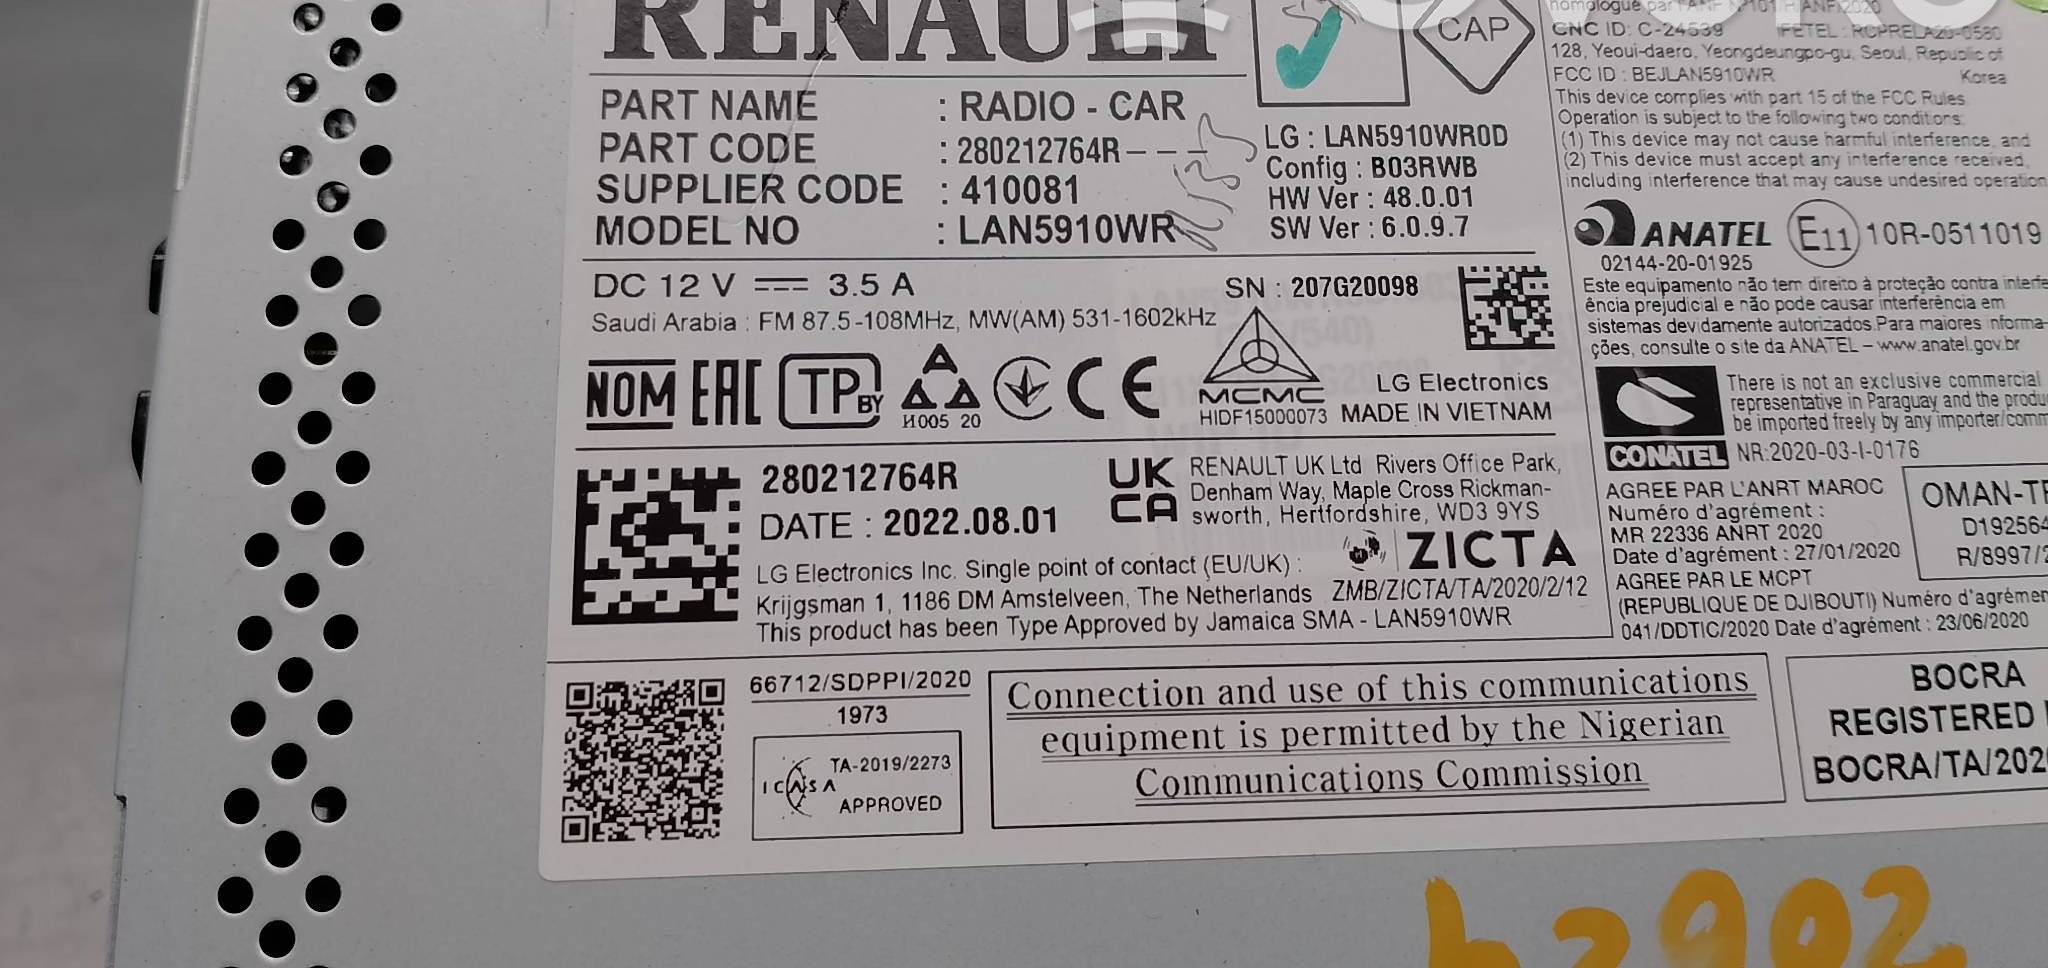 RENAULT
CAP
PART NAME : RADIO - CAR
PART CODE : 280212764R---
SUPPLIER CODE : 410081
MODEL NO : LAN5910WR
LG : LAN5910WR0D
Config : B03RWB
HW Ver : 48.0.01
SW Ver : 6.0.9.7
DC 12 V 3.5 A
SN : 207G20098
Saudi Arabia : FM 87.5-108MHz, MW(AM) 531-1602kHz
NOM EAC TP BY
И005 20
CE
MCMC
HIDF15000073
LG Electronics
MADE IN VIETNAM
280212764R
DATE : 2022.08.01
UK
CA
RENAULT UK Ltd Rivers Office Park,
Denham Way, Maple Cross Rickman-
sworth, Hertfordshire, WD3 9YS
ZICTA
LG Electronics Inc. Single point of contact (EU/UK) :
Krijgsman 1, 1186 DM Amstelveen, The Netherlands ZMB/ZICTA/TA/2020/2/12
This product has been Type Approved by Jamaica SMA - LAN5910WR
CNC ID: C-24539 IFETEL : RCPRELA20-0580
128, Yeoui-daero, Yeongdeungpo-gu, Seoul, Republic of
FCC ID : BEJLAN5910WR Korea
This device complies with part 15 of the FCC Rules.
Operation is subject to the following two conditions:
(1) This device may not cause harmful interference, and
(2) This device must accept any interference received,
including interference that may cause undesired operation
ANATEL E11 10R-0511019
02144-20-01925
Este equipamento não tem direito à proteção contra interfe
ência prejudicial e não pode causar interferência em
sistemas devidamente autorizados.Para maiores informa-
ções, consulte o site da ANATEL – www.anatel.gov.br
There is not an exclusive commercial
representative in Paraguay and the produ
be imported freely by any importer/comm
CONATEL NR:2020-03-I-0176
AGREE PAR L'ANRT MAROC
Numéro d'agrément :
MR 22336 ANRT 2020
Date d'agrément : 27/01/2020
OMAN-TR
D192564
R/8997/2
AGREE PAR LE MCPT
(REPUBLIQUE DE DJIBOUTI) Numéro d'agrémen
041/DDTIC/2020 Date d'agrément : 23/06/2020
66712/SDPPI/2020
1973
ICASA
TA-2019/2273
APPROVED
Connection and use of this communications
equipment is permitted by the Nigerian
Communications Commission
BOCRA
REGISTERED
BOCRA/TA/202